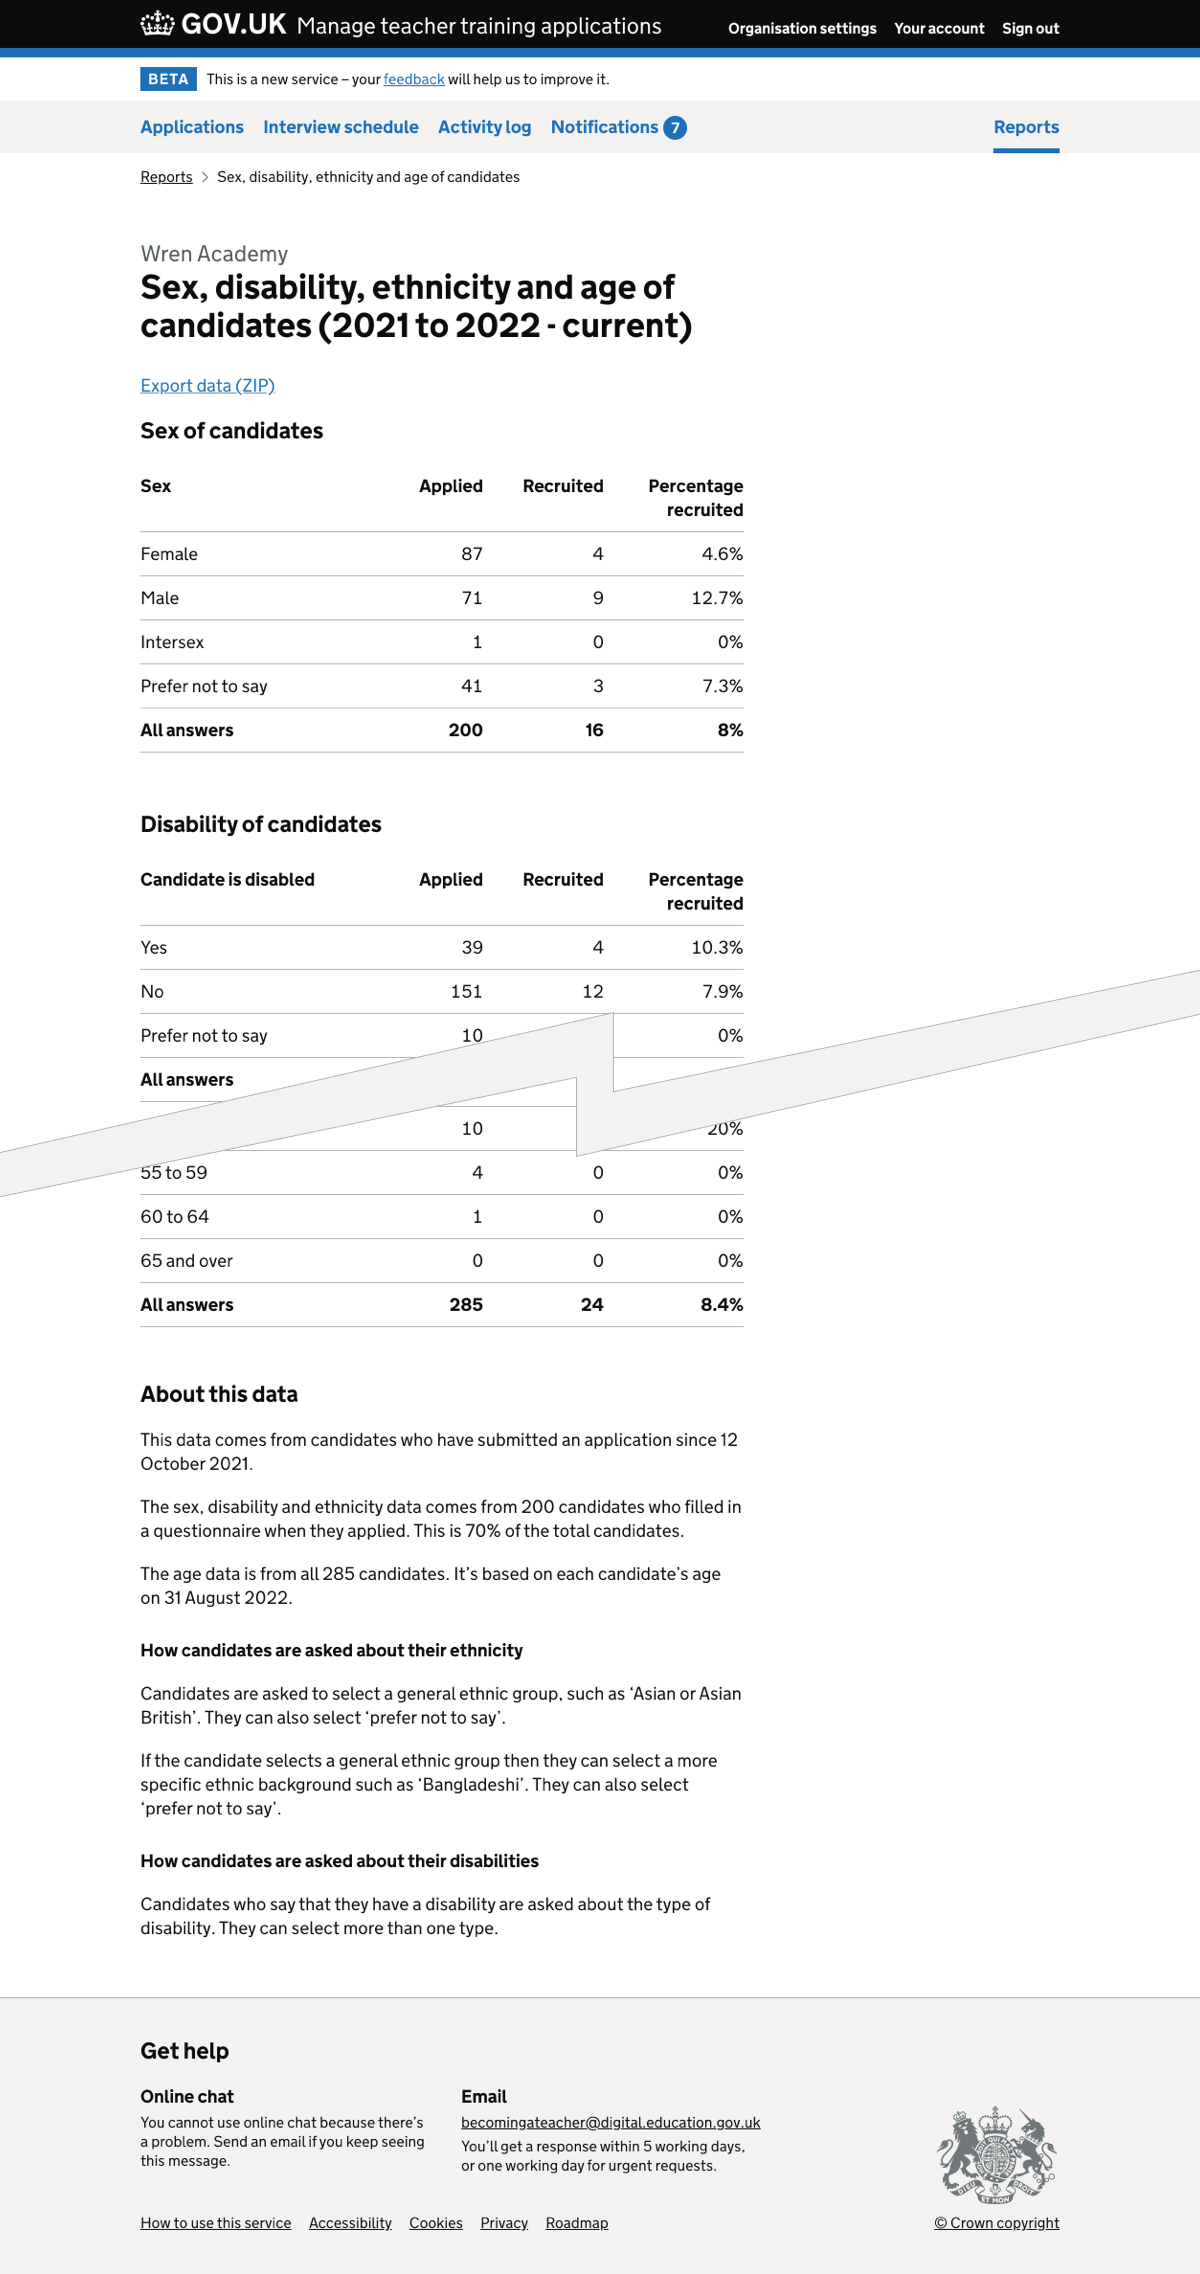 GOV.UK Manage teacher training applications Organisation settings Your account Sign out
BETA This is a new service – your feedback will help us to improve it.
Applications Interview schedule Activity log Notifications 7 Reports
Reports > Sex, disability, ethnicity and age of candidates
Wren Academy
Sex, disability, ethnicity and age of
candidates (2021 to 2022 - current)
Export data (ZIP)
Sex of candidates
Sex Applied Recruited Percentage
recruited
Female 87 4 4.6%
Male 71 9 12.7%
Intersex 1 0 0%
Prefer not to say 41 3 7.3%
All answers 200 16 8%
Disability of candidates
Candidate is disabled Applied Recruited Percentage
recruited
Yes 39 4 10.3%
No 151 12 7.9%
Prefer not to say 10 0%
All answers
10 20%
55 to 59 4 0 0%
60 to 64 1 0 0%
65 and over 0 0 0%
All answers 285 24 8.4%
About this data
This data comes from candidates who have submitted an application since 12
October 2021.
The sex, disability and ethnicity data comes from 200 candidates who filled in
a questionnaire when they applied. This is 70% of the total candidates.
The age data is from all 285 candidates. It’s based on each candidate’s age
on 31 August 2022.
How candidates are asked about their ethnicity
Candidates are asked to select a general ethnic group, such as ‘Asian or Asian
British’. They can also select ‘prefer not to say’.
If the candidate selects a general ethnic group then they can select a more
specific ethnic background such as ‘Bangladeshi’. They can also select
‘prefer not to say’.
How candidates are asked about their disabilities
Candidates who say that they have a disability are asked about the type of
disability. They can select more than one type.
Get help
Online chat
You cannot use online chat because there’s
a problem. Send an email if you keep seeing
this message.
Email
becomingateacher@digital.education.gov.uk
You’ll get a response within 5 working days,
or one working day for urgent requests.
DIEU ET MON DROIT
How to use this service Accessibility Cookies Privacy Roadmap © Crown copyright